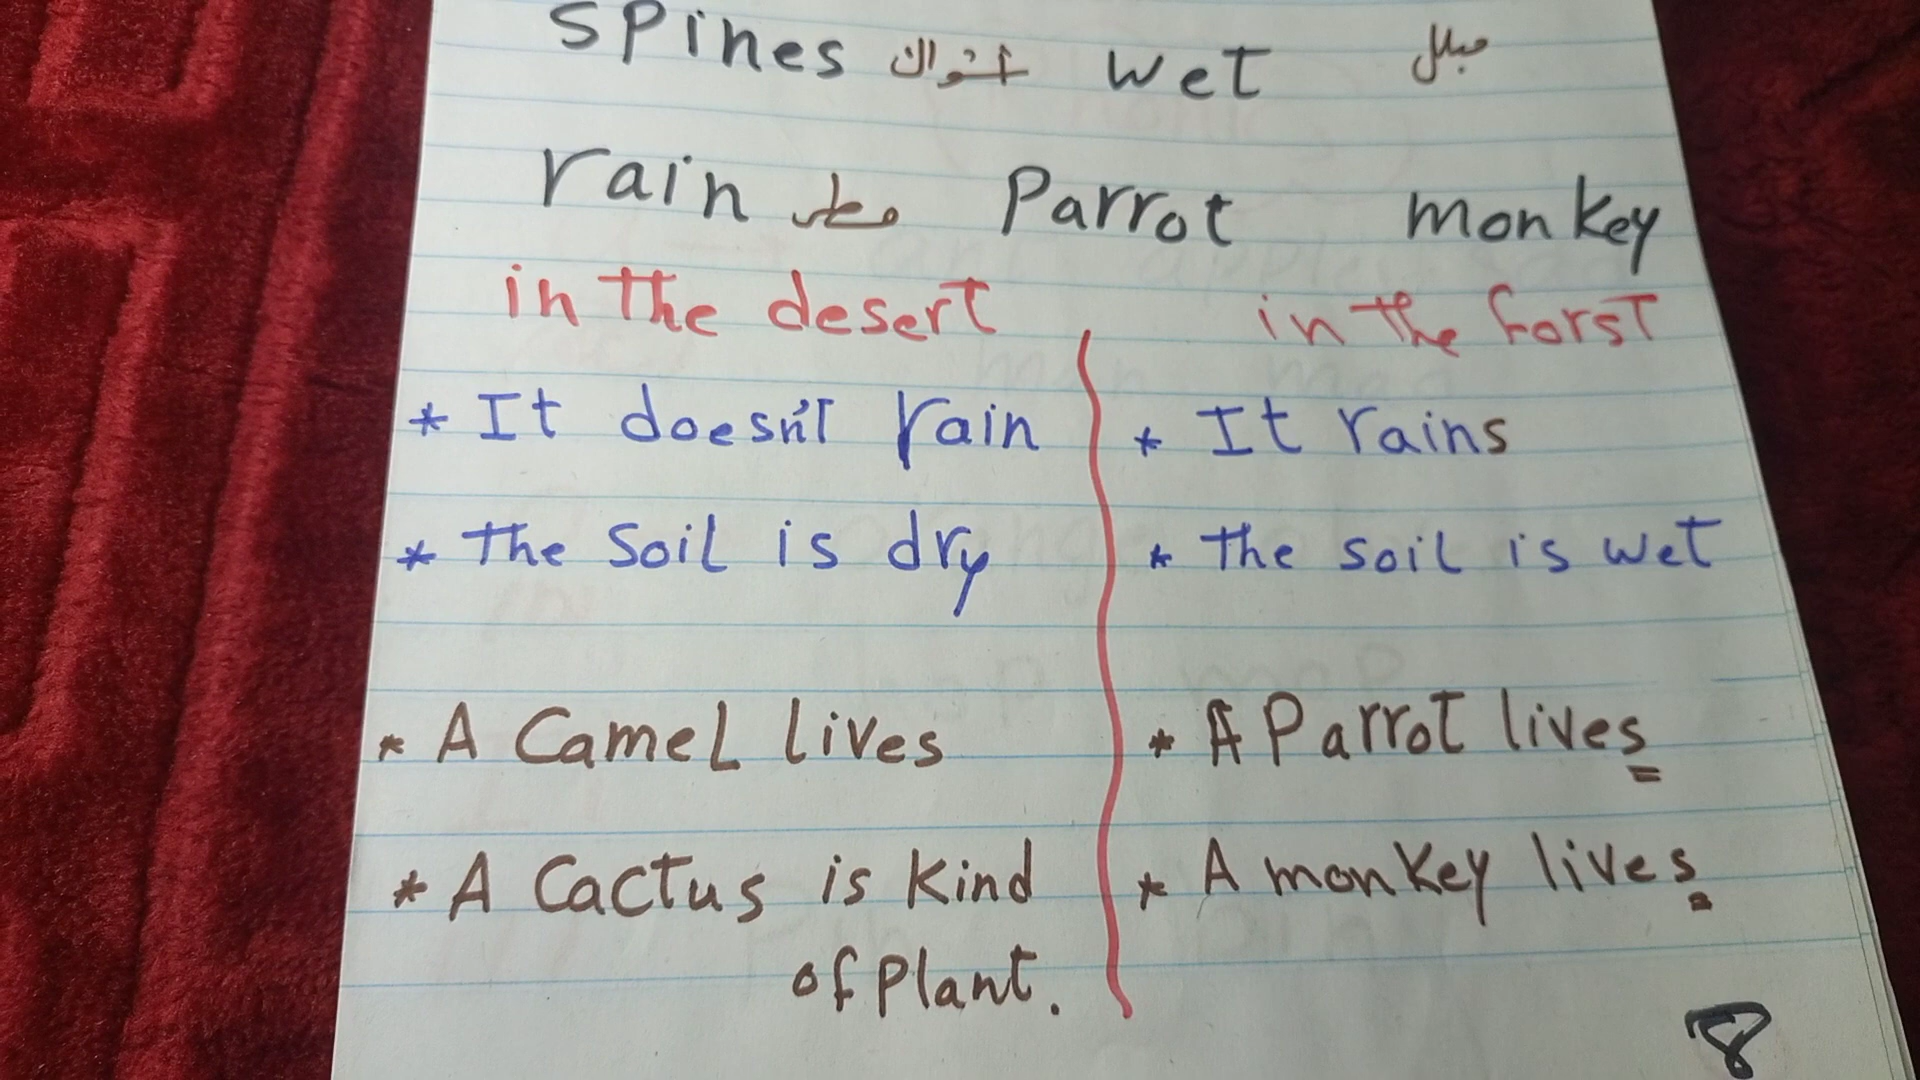 spines أشواك wet مبلل
rain مطر Parrot monkey
in the desert
* It doesn't rain
* the soil is dry
* A Camel lives
* A Cactus is kind
of plant.
in the forst
* It rains
* the soil is wet
* A Parrot lives
* A monkey lives
8